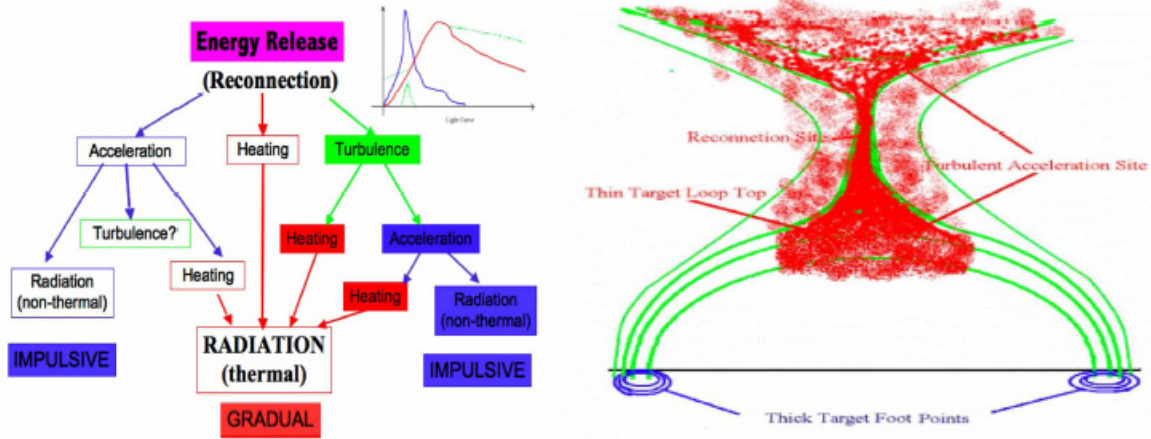 Energy Release
(Reconnection)
Light Curve
Acceleration
Heating
Turbulence
Turbulence?
Heating
Acceleration
Radiation
(non-thermal)
Heating
Heating
Radiation
(non-thermal)
RADIATION
(thermal)
IMPULSIVE
IMPULSIVE
GRADUAL
Reconnetion Site
Turbulent Acceleration Site
Thin Target Loop Top
Thick Target Foot Points